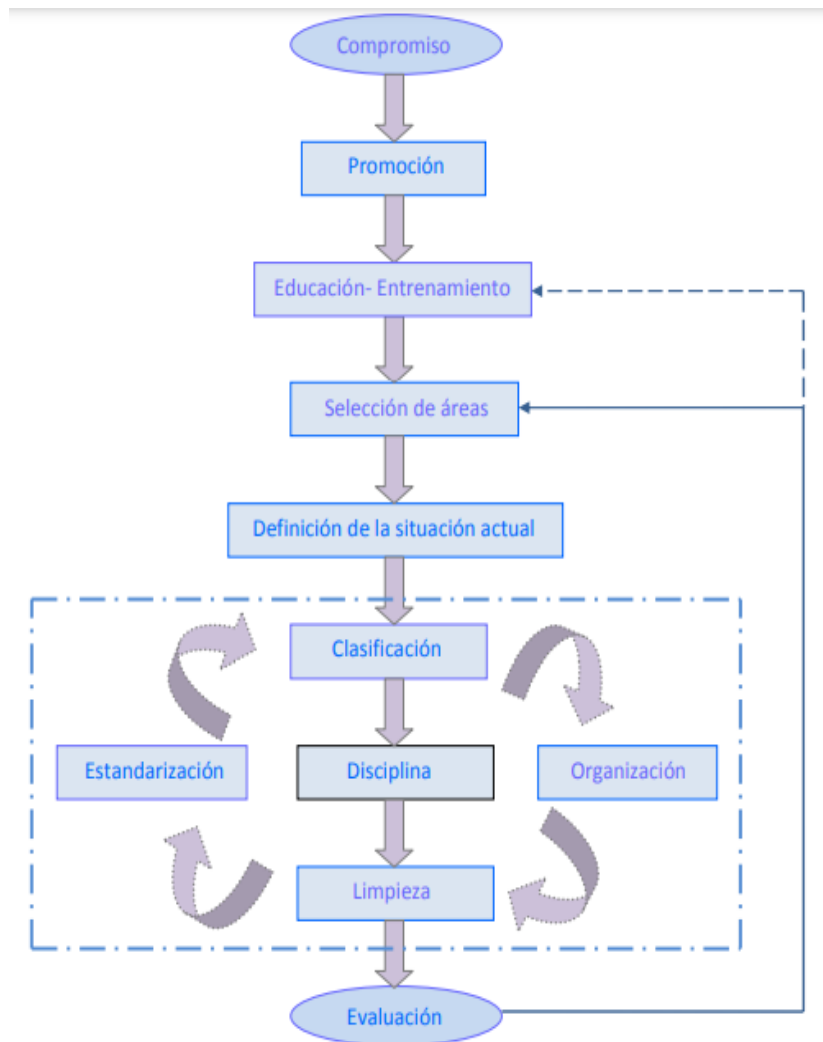 Compromiso
Promoción
Educación- Entrenamiento
Selección de áreas
Definición de la situación actual
Clasificación
Estandarización
Disciplina
Organización
Limpieza
Evaluación